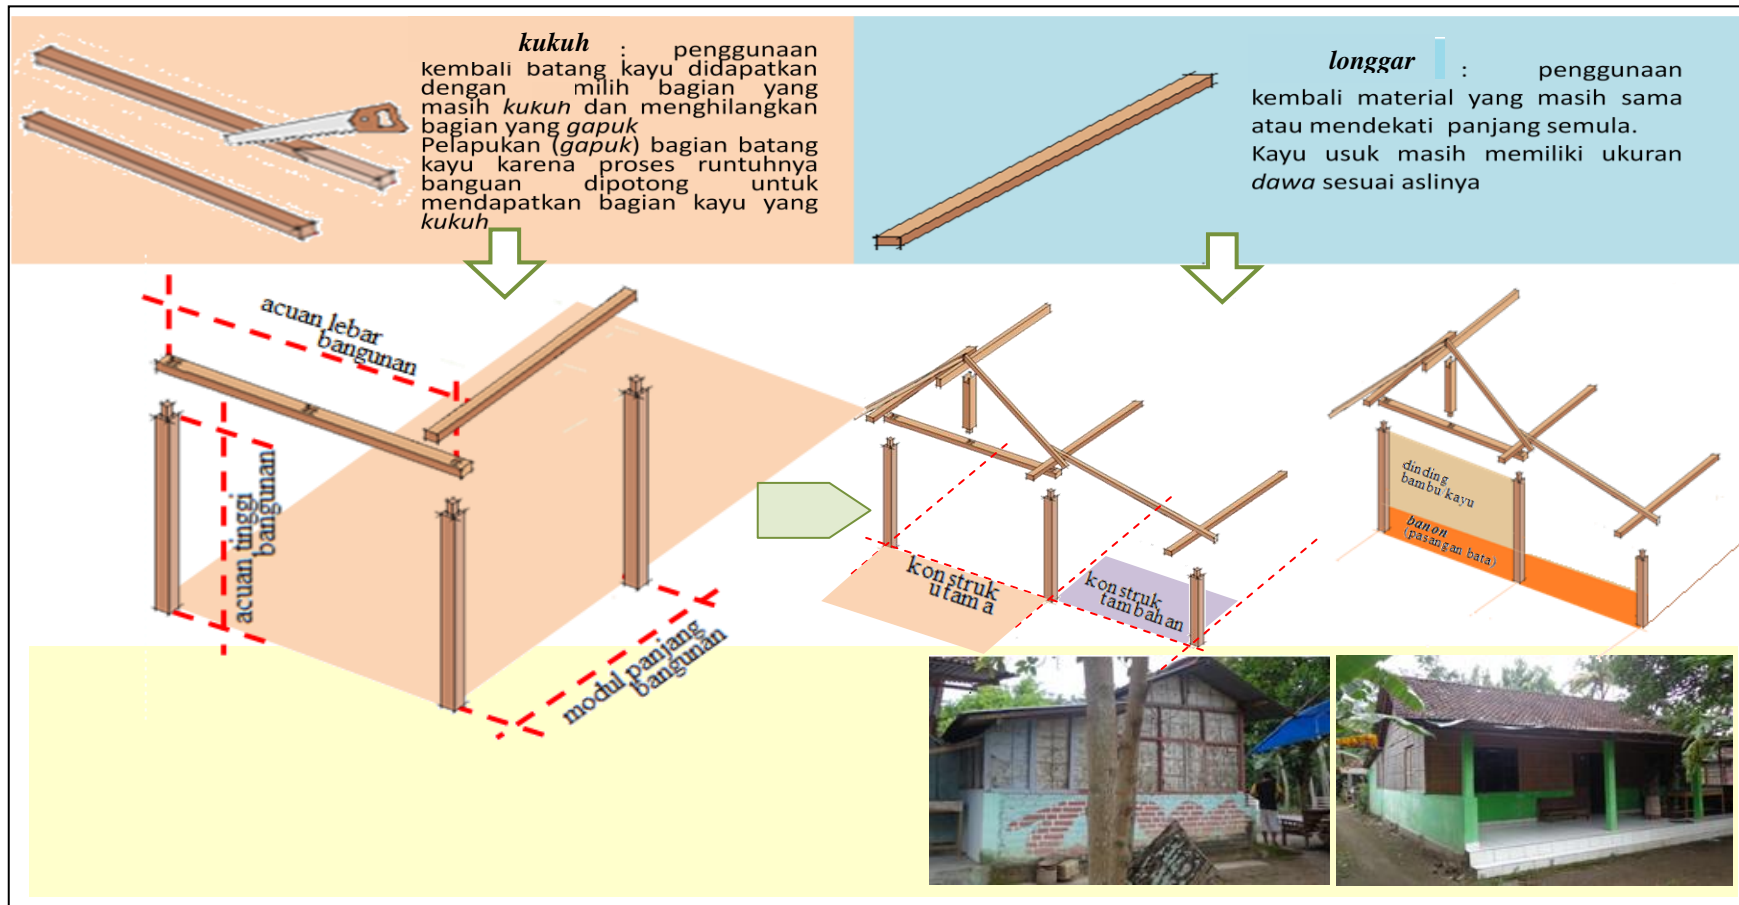 kukuh : penggunaan
kembali batang kayu didapatkan
dengan milih bagian yang
masih kukuh dan menghilangkan
bagian yang gapuk
Pelapukan (gapuk) bagian batang
kayu karena proses runtuhnya
banguan dipotong untuk
mendapatkan bagian kayu yang
kukuh
longgar : penggunaan
kembali material yang masih sama
atau mendekati panjang semula.
Kayu usuk masih memiliki ukuran
dawa sesuai aslinya
acuan lebar
bangunan
acuan tinggi
bangunan
modul panjang
bangunan
konstruk
utama
konstruk
tambahan
dinding
bambu/kayu
banon
(pasangan bata)